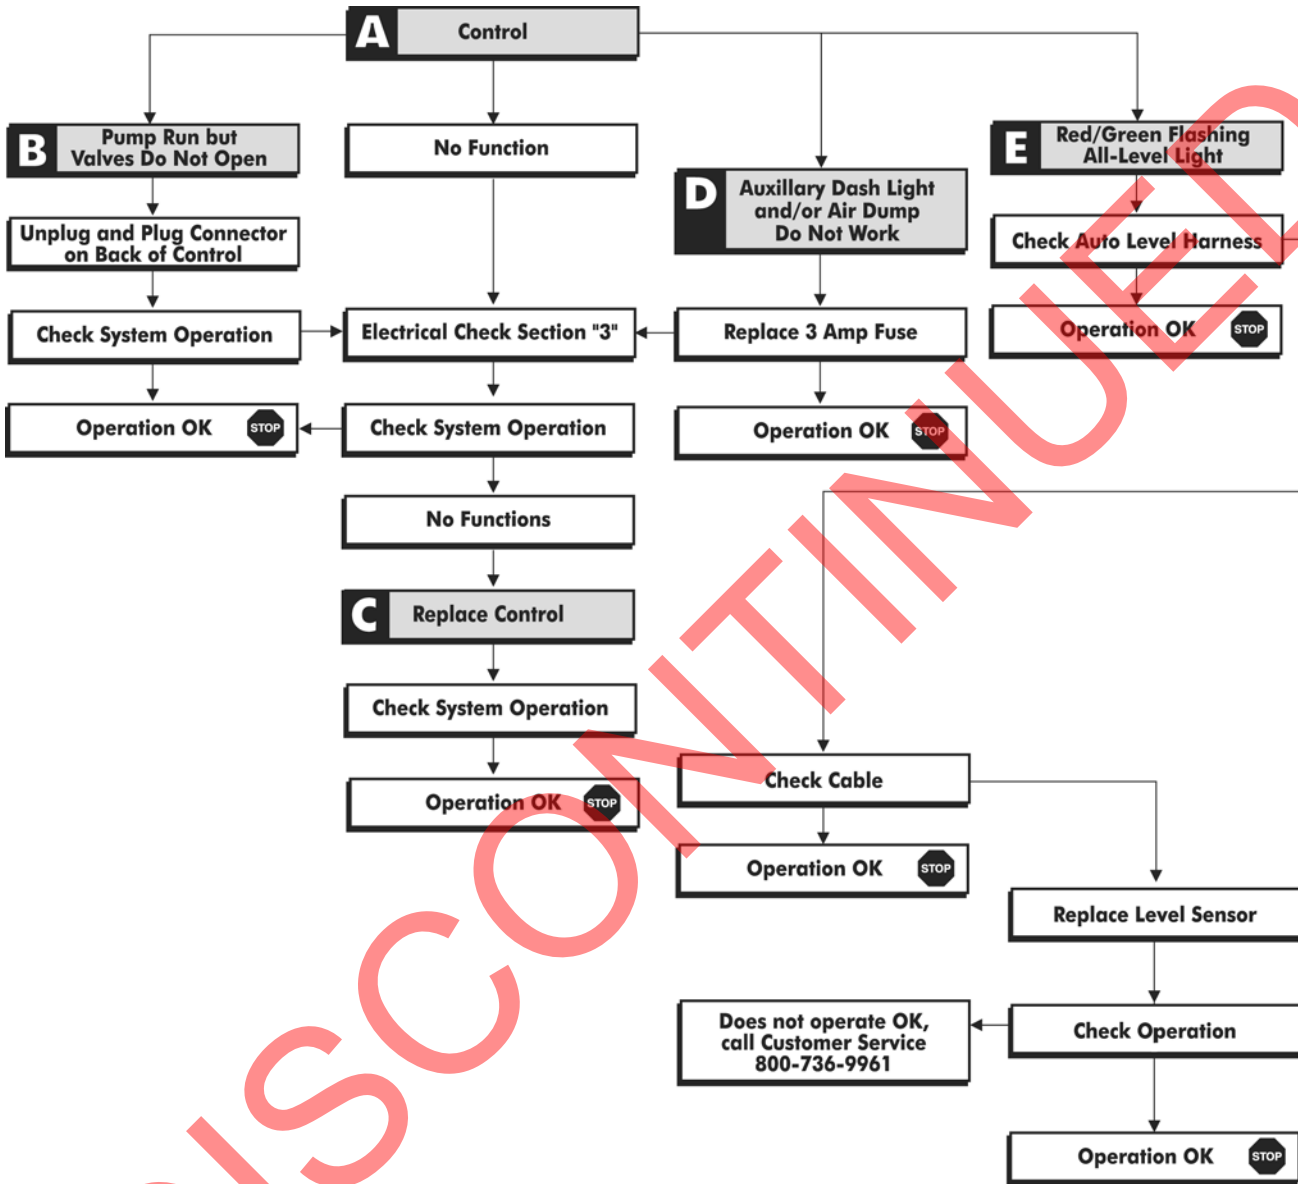 A Control
B Pump Run but
Valves Do Not Open
Unplug and Plug Connector
on Back of Control
Check System Operation
Operation OK STOP
No Function
Electrical Check Section "3"
Check System Operation
No Functions
C Replace Control
Check System Operation
Operation OK STOP
D Auxillary Dash Light
and/or Air Dump
Do Not Work
Replace 3 Amp Fuse
Operation OK STOP
E Red/Green Flashing
All-Level Light
Check Auto Level Harness
Operation OK STOP
Check Cable
Operation OK STOP
Replace Level Sensor
Check Operation
Does not operate OK,
call Customer Service
800-736-9961
Operation OK STOP
DISCONTINUED